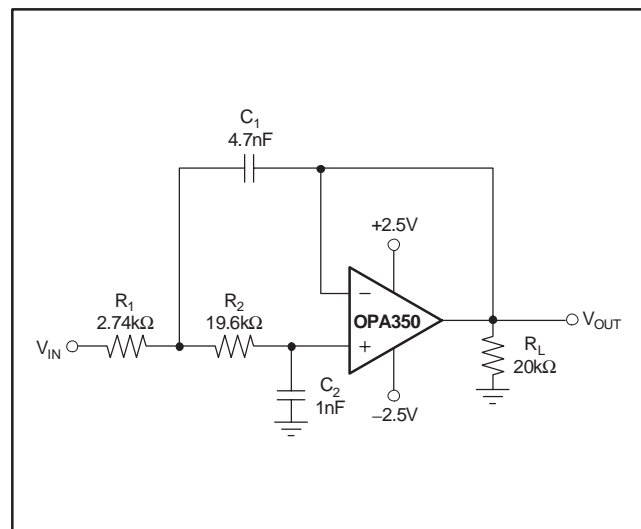 C1
4.7nF
+2.5V
R1
2.74kΩ
R2
19.6kΩ
−
OPA350
+
VIN
VOUT
RL
20kΩ
C2
1nF
−2.5V